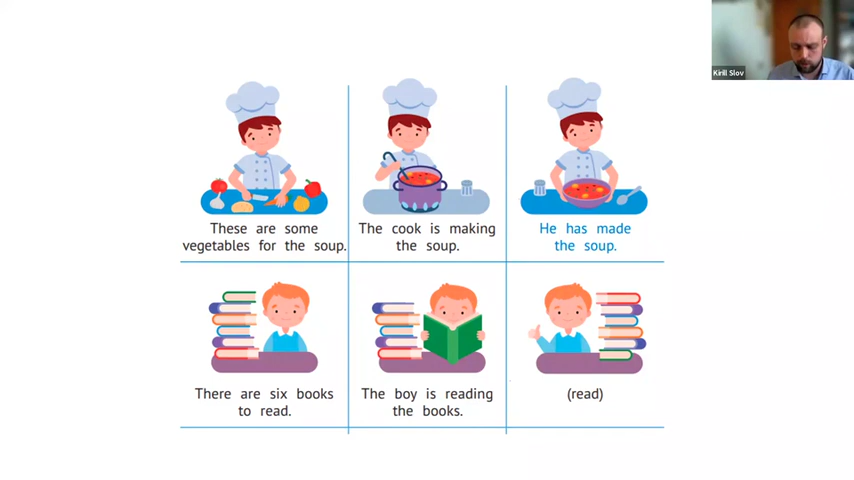 Kirill Slov
These are some
vegetables for the soup.
The cook is making
the soup.
He has made
the soup.
There are six books
to read.
The boy is reading
the books.
(read)